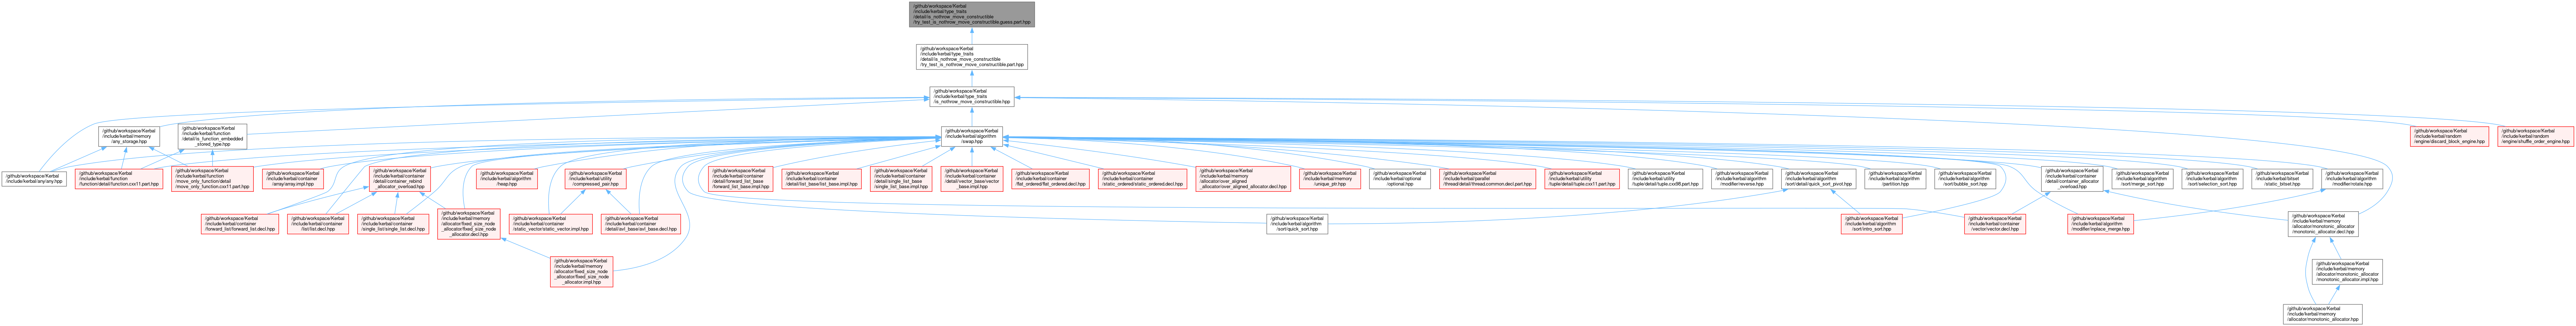 /github/workspace/Kerbal
/include/kerbal/type_traits
/detail/is_nothrow_move_constructible
/try_test_is_nothrow_move_constructible.guess.part.hpp
/github/workspace/Kerbal
/include/kerbal/type_traits
/detail/is_nothrow_move_constructible
/try_test_is_nothrow_move_constructible.part.hpp
/github/workspace/Kerbal
/include/kerbal/type_traits
/is_nothrow_move_constructible.hpp
/github/workspace/Kerbal
/include/kerbal/memory
/any_storage.hpp
/github/workspace/Kerbal
/include/kerbal/function
/detail/is_function_embedded
_stored_type.hpp
/github/workspace/Kerbal
/include/kerbal/algorithm
/swap.hpp
/github/workspace/Kerbal
/include/kerbal/random
/engine/discard_block_engine.hpp
/github/workspace/Kerbal
/include/kerbal/random
/engine/shuffle_order_engine.hpp
/github/workspace/Kerbal
/include/kerbal/any/any.hpp
/github/workspace/Kerbal
/include/kerbal/function
/function/detail/function.cxx11.part.hpp
/github/workspace/Kerbal
/include/kerbal/function
/move_only_function/detail
/move_only_function.cxx11.part.hpp
/github/workspace/Kerbal
/include/kerbal/container
/array/array.impl.hpp
/github/workspace/Kerbal
/include/kerbal/container
/detail/container_rebind
_allocator_overload.hpp
/github/workspace/Kerbal
/include/kerbal/algorithm
/heap.hpp
/github/workspace/Kerbal
/include/kerbal/utility
/compressed_pair.hpp
/github/workspace/Kerbal
/include/kerbal/container
/detail/forward_list_base
/forward_list_base.impl.hpp
/github/workspace/Kerbal
/include/kerbal/container
/detail/list_base/list_base.impl.hpp
/github/workspace/Kerbal
/include/kerbal/container
/detail/single_list_base
/single_list_base.impl.hpp
/github/workspace/Kerbal
/include/kerbal/container
/detail/vector_base/vector
_base.impl.hpp
/github/workspace/Kerbal
/include/kerbal/container
/flat_ordered/flat_ordered.decl.hpp
/github/workspace/Kerbal
/include/kerbal/container
/static_ordered/static_ordered.decl.hpp
/github/workspace/Kerbal
/include/kerbal/memory
/allocator/over_aligned
_allocator/over_aligned_allocator.decl.hpp
/github/workspace/Kerbal
/include/kerbal/memory
/unique_ptr.hpp
/github/workspace/Kerbal
/include/kerbal/optional
/optional.hpp
/github/workspace/Kerbal
/include/kerbal/parallel
/thread/detail/thread.common.decl.part.hpp
/github/workspace/Kerbal
/include/kerbal/utility
/tuple/detail/tuple.cxx11.part.hpp
/github/workspace/Kerbal
/include/kerbal/utility
/tuple/detail/tuple.cxx98.part.hpp
/github/workspace/Kerbal
/include/kerbal/algorithm
/modifier/reverse.hpp
/github/workspace/Kerbal
/include/kerbal/algorithm
/sort/detail/quick_sort_pivot.hpp
/github/workspace/Kerbal
/include/kerbal/algorithm
/partition.hpp
/github/workspace/Kerbal
/include/kerbal/algorithm
/sort/bubble_sort.hpp
/github/workspace/Kerbal
/include/kerbal/container
/detail/container_allocator
_overload.hpp
/github/workspace/Kerbal
/include/kerbal/algorithm
/sort/merge_sort.hpp
/github/workspace/Kerbal
/include/kerbal/algorithm
/sort/selection_sort.hpp
/github/workspace/Kerbal
/include/kerbal/bitset
/static_bitset.hpp
/github/workspace/Kerbal
/include/kerbal/algorithm
/modifier/rotate.hpp
/github/workspace/Kerbal
/include/kerbal/container
/forward_list/forward_list.decl.hpp
/github/workspace/Kerbal
/include/kerbal/container
/list/list.decl.hpp
/github/workspace/Kerbal
/include/kerbal/container
/single_list/single_list.decl.hpp
/github/workspace/Kerbal
/include/kerbal/memory
/allocator/fixed_size_node
_allocator/fixed_size_node
_allocator.decl.hpp
/github/workspace/Kerbal
/include/kerbal/container
/static_vector/static_vector.impl.hpp
/github/workspace/Kerbal
/include/kerbal/container
/detail/avl_base/avl_base.decl.hpp
/github/workspace/Kerbal
/include/kerbal/algorithm
/sort/quick_sort.hpp
/github/workspace/Kerbal
/include/kerbal/algorithm
/sort/intro_sort.hpp
/github/workspace/Kerbal
/include/kerbal/container
/vector/vector.decl.hpp
/github/workspace/Kerbal
/include/kerbal/algorithm
/modifier/inplace_merge.hpp
/github/workspace/Kerbal
/include/kerbal/memory
/allocator/monotonic_allocator
/monotonic_allocator.decl.hpp
/github/workspace/Kerbal
/include/kerbal/memory
/allocator/fixed_size_node
_allocator/fixed_size_node
_allocator.impl.hpp
/github/workspace/Kerbal
/include/kerbal/memory
/allocator/monotonic_allocator
/monotonic_allocator.impl.hpp
/github/workspace/Kerbal
/include/kerbal/memory
/allocator/monotonic_allocator.hpp